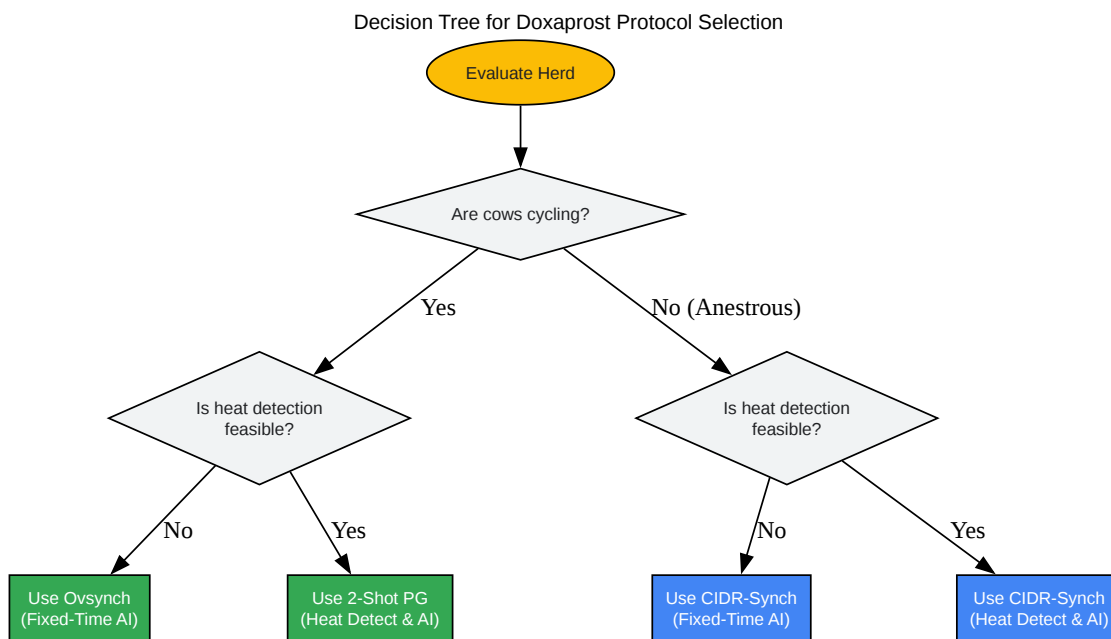 Decision Tree for Doxaprost Protocol Selection
Evaluate Herd
Are cows cycling?
Yes
No (Anestrous)
Is heat detection
feasible?
Is heat detection
feasible?
No
Yes
No
Yes
Use Ovsynch
(Fixed-Time AI)
Use 2-Shot PG
(Heat Detect & AI)
Use CIDR-Synch
(Fixed-Time AI)
Use CIDR-Synch
(Heat Detect & AI)